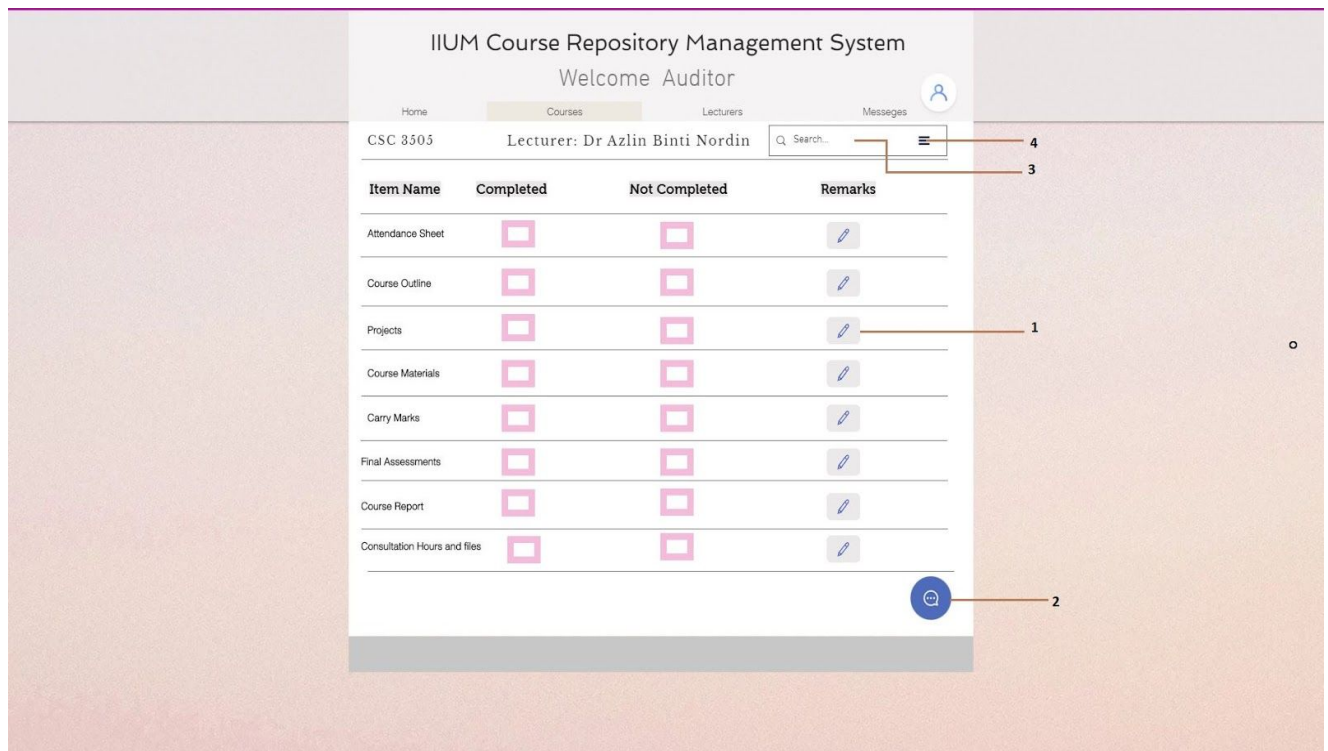 IIUM Course Repository Management System
Welcome Auditor
Home Courses Lecturers Messeges
CSC 3505 Lecturer: Dr Azlin Binti Nordin Search... 4
3
Item Name Completed Not Completed Remarks
Attendance Sheet
Course Outline
Projects 1
Course Materials
Carry Marks
Final Assessments
Course Report
Consultation Hours and files
2